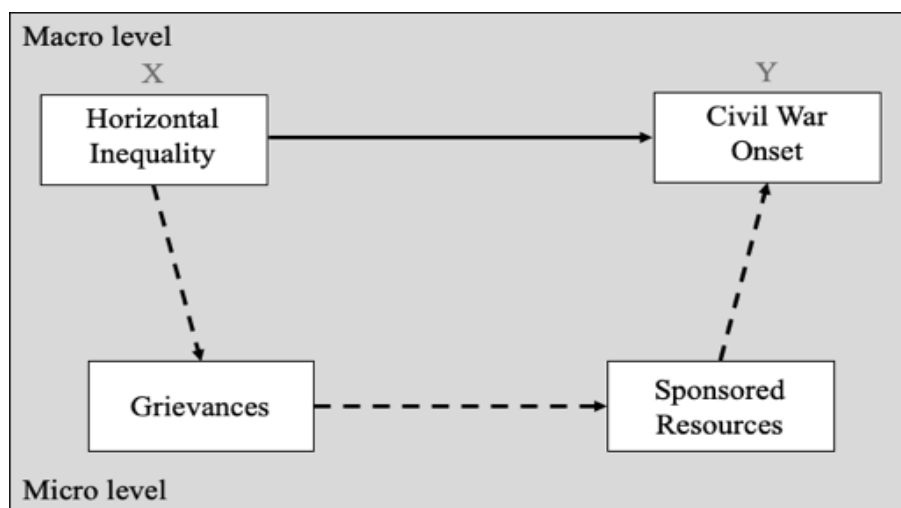 Macro level
X
Y
Horizontal
Inequality
Civil War
Onset
Grievances
Sponsored
Resources
Micro level